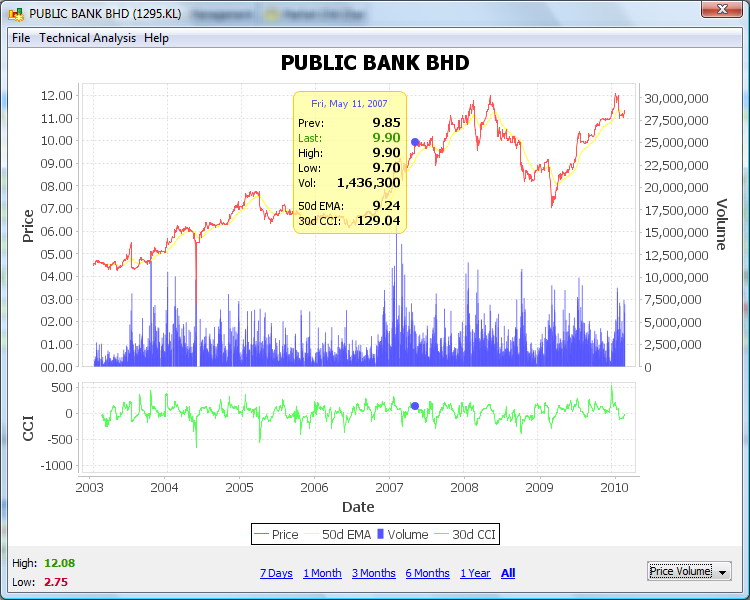 PUBLIC BANK BHD (1295.KL)
File Technical Analysis Help
PUBLIC BANK BHD
Fri, May 11, 2007
Prev: 9.85
Last: 9.90
High: 9.90
Low: 9.70
Vol: 1,436,300
50d EMA: 9.24
30d CCI: 129.04
Price
12.00
11.00
10.00
09.00
08.00
07.00
06.00
05.00
04.00
03.00
02.00
01.00
00.00
Volume
30,000,000
27,500,000
25,000,000
22,500,000
20,000,000
17,500,000
15,000,000
12,500,000
10,000,000
7,500,000
5,000,000
2,500,000
0
CCI
500
0
-500
-1000
2003 2004 2005 2006 2007 2008 2009 2010
Date
Price 50d EMA Volume 30d CCI
High: 12.08
Low: 2.75
7 Days 1 Month 3 Months 6 Months 1 Year All
Price Volume